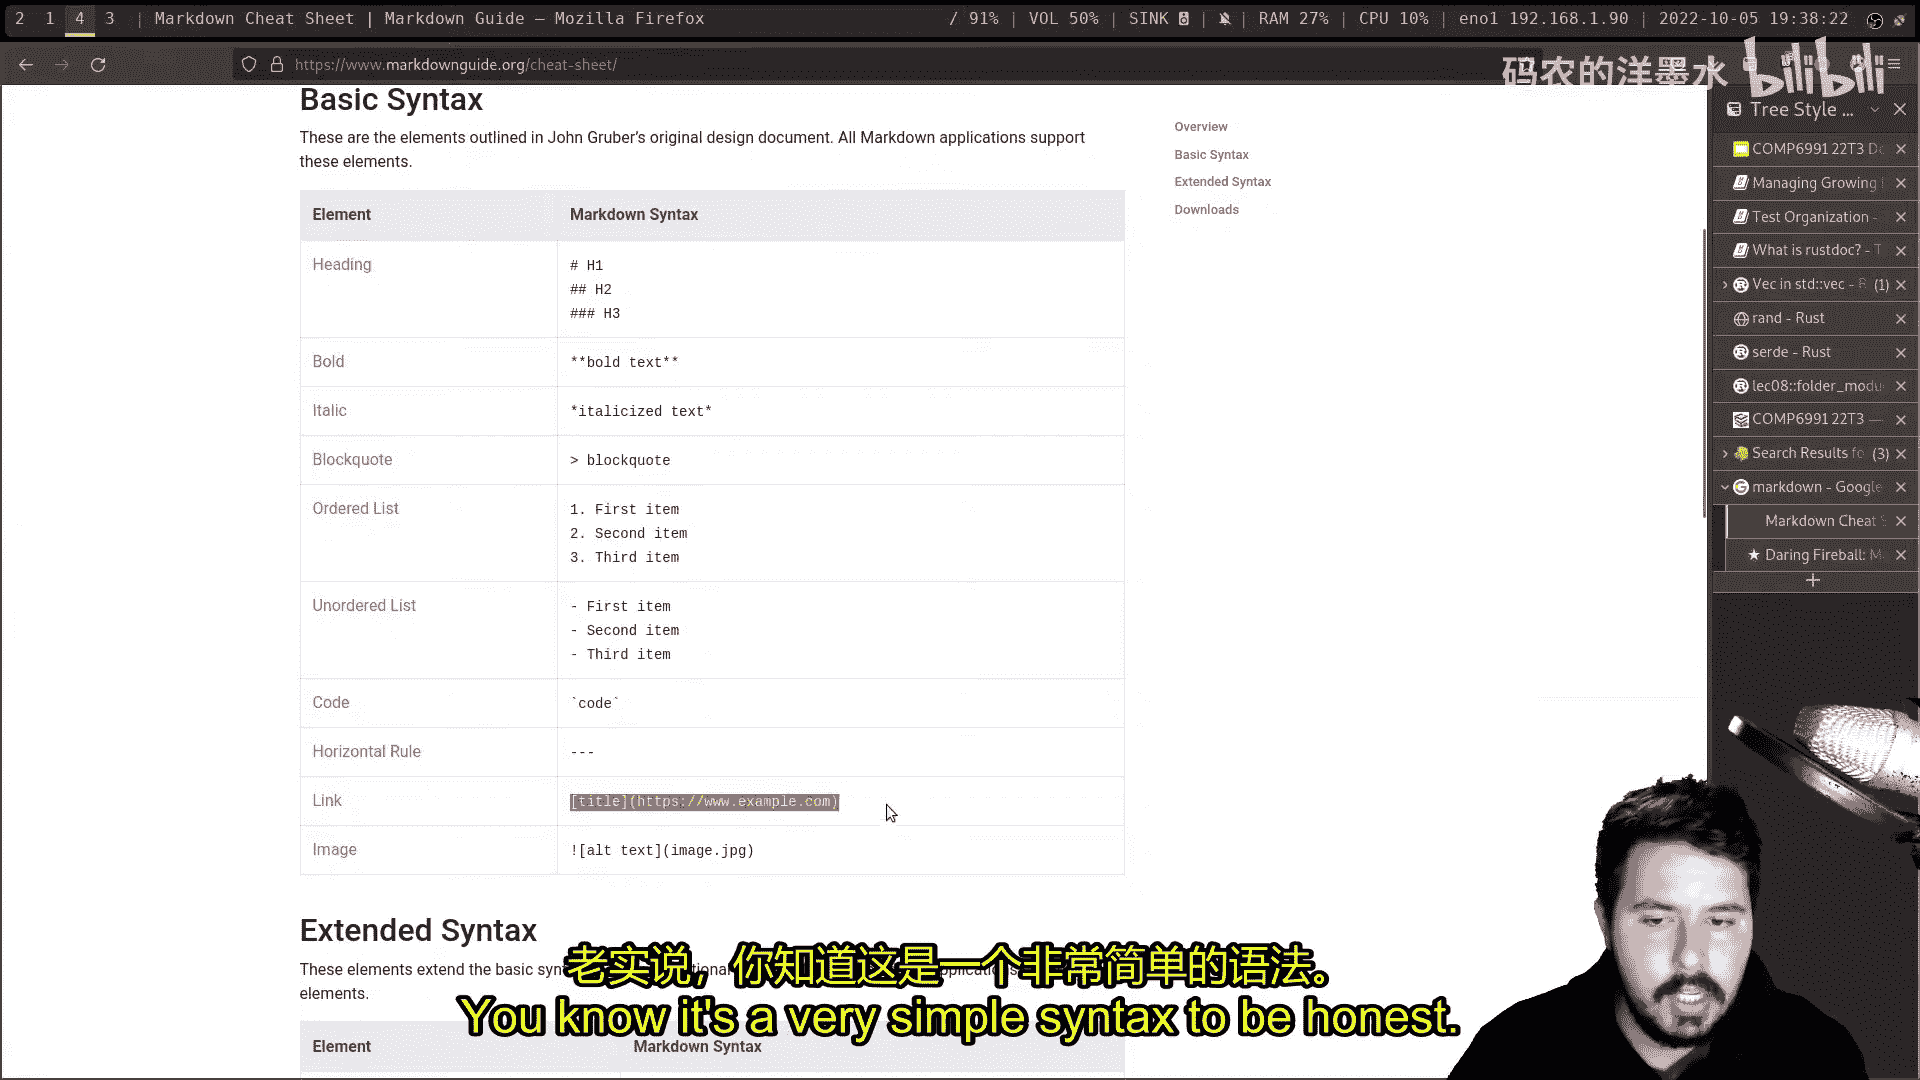 2 1 4 3 | Markdown Cheat Sheet | Markdown Guide — Mozilla Firefox
/ 91% | VOL 50% | SINK | | RAM 27% | CPU 10% | eno1 192.168.1.90 | 2022-10-05 19:38:22
https://www.markdownguide.org/cheat-sheet/
码农的洋墨水 bilibili
Basic Syntax
These are the elements outlined in John Gruber’s original design document. All Markdown applications support
these elements.
Element Markdown Syntax
Heading # H1
## H2
### H3
Bold **bold text**
Italic *italicized text*
Blockquote > blockquote
Ordered List 1. First item
2. Second item
3. Third item
Unordered List - First item
- Second item
- Third item
Code `code`
Horizontal Rule ---
Link [title](https://www.example.com)
Image ![alt text](image.jpg)
Extended Syntax
These elements extend the basic
elements.
Element Markdown Syntax
Overview
Basic Syntax
Extended Syntax
Downloads
Tree Style ...
COMP6991 22T3
Managing Growing
Test Organization -
What is rustdoc? -
Vec in std::vec - (1)
rand - Rust
serde - Rust
lec08::folder_modu
COMP6991 22T3 —
Search Results fo (3)
markdown - Google
Markdown Cheat
Daring Fireball: M
老实说，你知道这是一个非常简单的语法。
You know it's a very simple syntax to be honest.